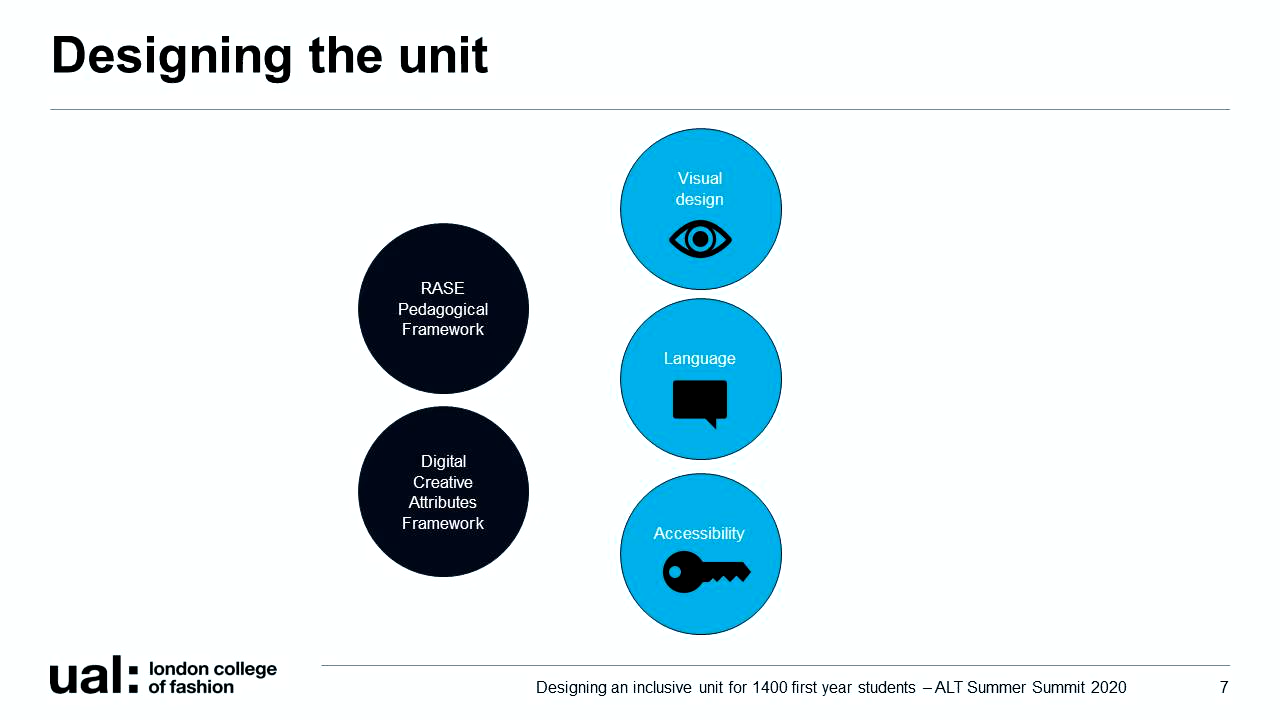 Designing the unit
Visual
design
RASE
Pedagogical
Framework
Language
Digital
Creative
Attributes
Framework
Accessibility
ual: london college
of fashion
Designing an inclusive unit for 1400 first year students – ALT Summer Summit 2020
7